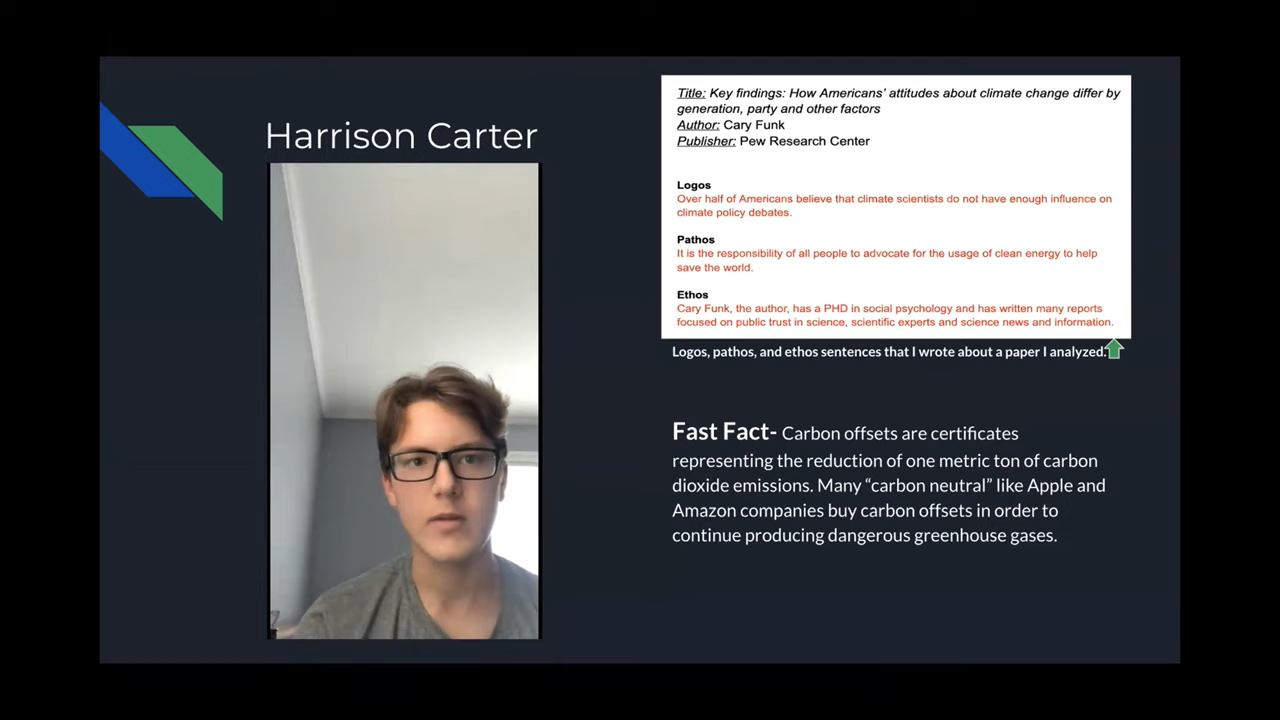 Harrison Carter
Title: Key findings: How Americans' attitudes about climate change differ by
generation, party and other factors
Author: Cary Funk
Publisher: Pew Research Center
Logos
Over half of Americans believe that climate scientists do not have enough influence on
climate policy debates.
Pathos
It is the responsibility of all people to advocate for the usage of clean energy to help
save the world.
Ethos
Cary Funk, the author, has a PHD in social psychology and has written many reports
focused on public trust in science, scientific experts and science news and information.
Logos, pathos, and ethos sentences that I wrote about a paper I analyzed.
Fast Fact- Carbon offsets are certificates
representing the reduction of one metric ton of carbon
dioxide emissions. Many “carbon neutral” like Apple and
Amazon companies buy carbon offsets in order to
continue producing dangerous greenhouse gases.